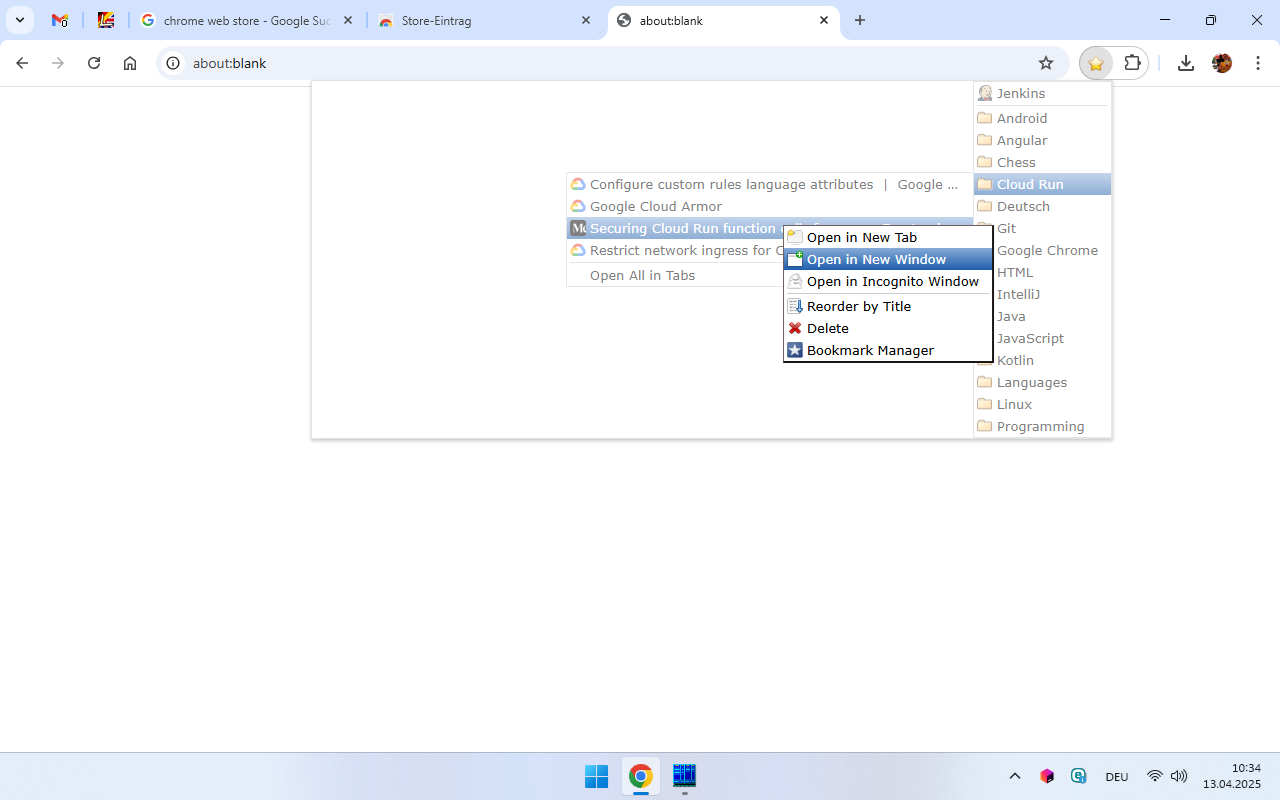 chrome web store - Google Suc
Store-Eintrag
about:blank
about:blank
Jenkins
Android
Angular
Chess
Configure custom rules language attributes | Google ...
Cloud Run
Google Cloud Armor
Deutsch
Securing Cloud Run function
Git
Open in New Tab
Restrict network ingress for
Google Chrome
Open in New Window
Open All in Tabs
HTML
Open in Incognito Window
IntelliJ
Reorder by Title
Java
Delete
JavaScript
Bookmark Manager
Kotlin
Languages
Linux
Programming
DEU
10:34
13.04.2025